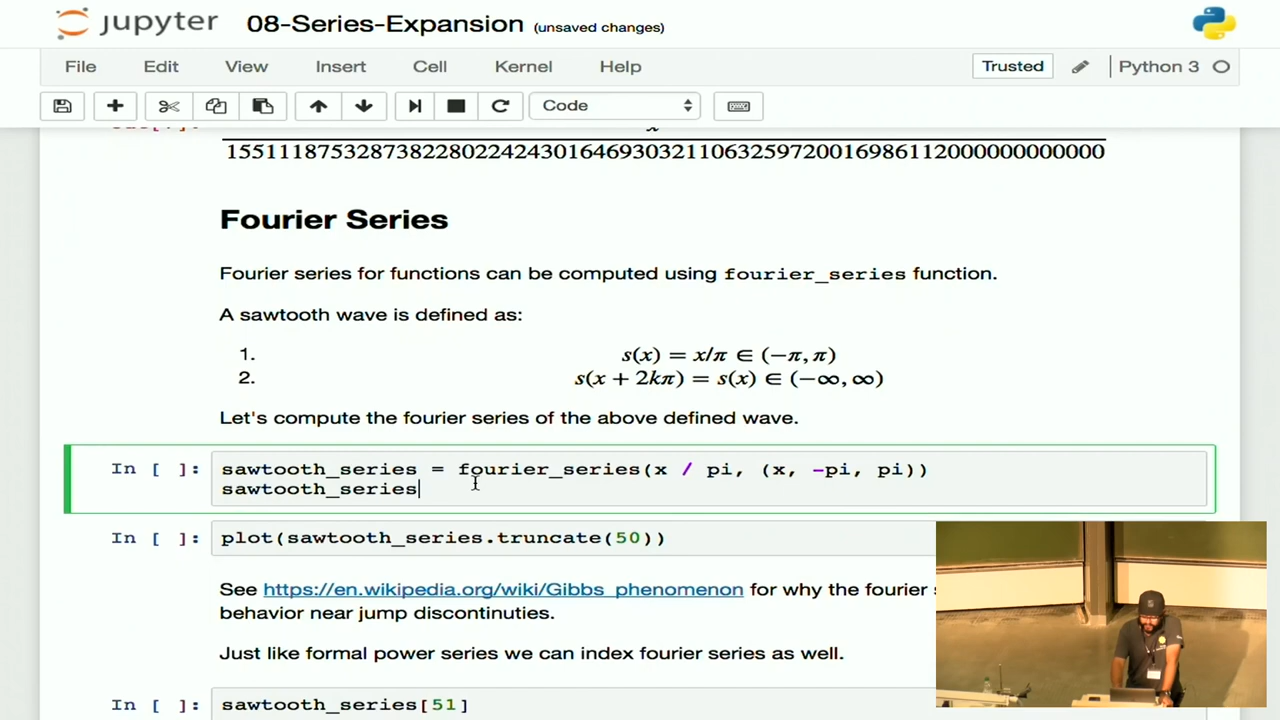 jupyter 08-Series-Expansion (unsaved changes)
File Edit View Insert Cell Kernel Help Trusted Python 3
Code
x
155111875328738228022424301646930321106325972001698611200000000000
Fourier Series
Fourier series for functions can be computed using fourier_series function.
A sawtooth wave is defined as:
1. s(x) = x/π ∈ (−π, π)
2. s(x + 2kπ) = s(x) ∈ (−∞, ∞)
Let's compute the fourier series of the above defined wave.
In [ ]: sawtooth_series = fourier_series(x / pi, (x, -pi, pi))
sawtooth_series
In [ ]: plot(sawtooth_series.truncate(50))
See https://en.wikipedia.org/wiki/Gibbs_phenomenon for why the fourier
behavior near jump discontinuties.
Just like formal power series we can index fourier series as well.
In [ ]: sawtooth_series[51]